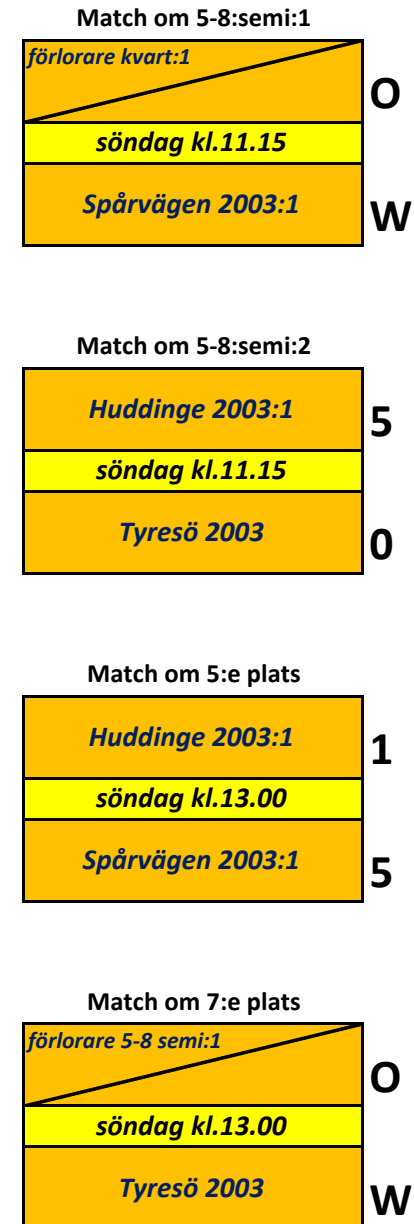 Match om 5-8:semi:1
förlorare kvart:1
O
söndag kl.11.15
Spårvägen 2003:1
W
Match om 5-8:semi:2
Huddinge 2003:1
5
söndag kl.11.15
Tyresö 2003
0
Match om 5:e plats
Huddinge 2003:1
1
söndag kl.13.00
Spårvägen 2003:1
5
Match om 7:e plats
förlorare 5-8 semi:1
O
söndag kl.13.00
Tyresö 2003
W